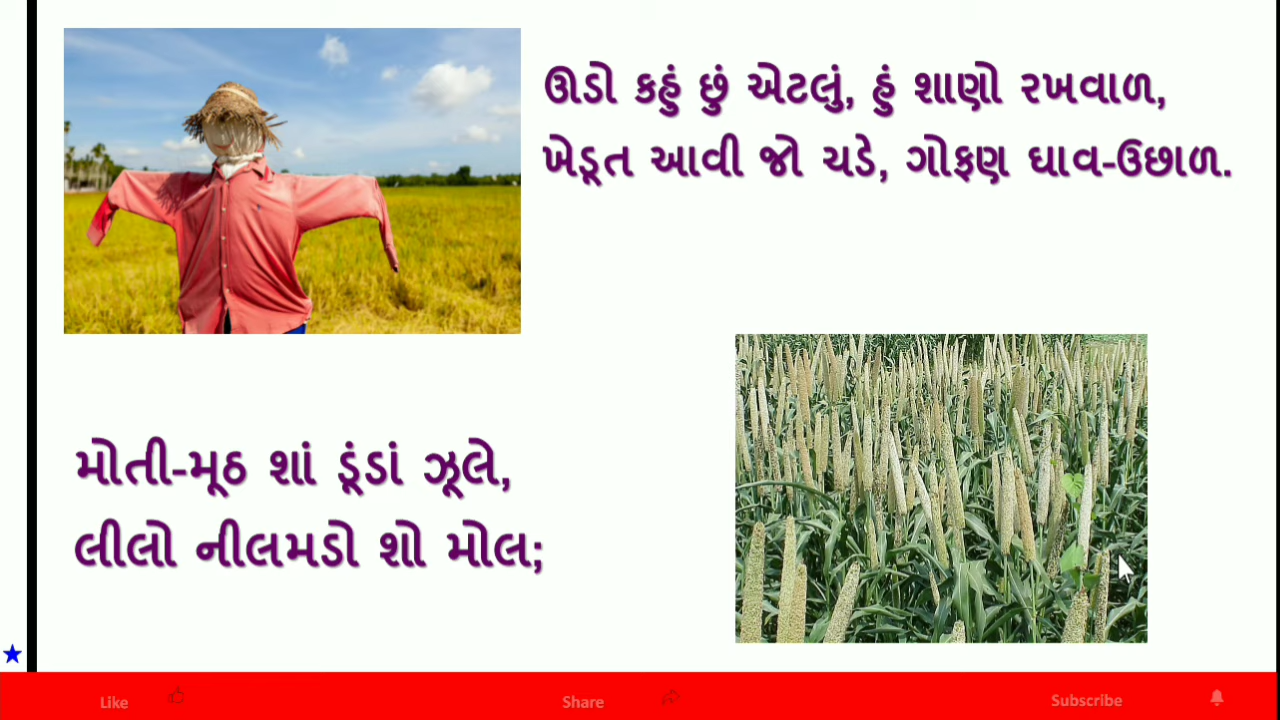 ઊડો કહું છું એટલું, હું શાણો રખવાળ,
ખેડૂત આવી જો ચડે, ગોફણ ઘાવ-ઉછાળ.
મોતી-મૂઠ શાં ડૂંડાં ઝૂલે,
લીલો નીલમડો શો મોલ;
Like Share Subscribe